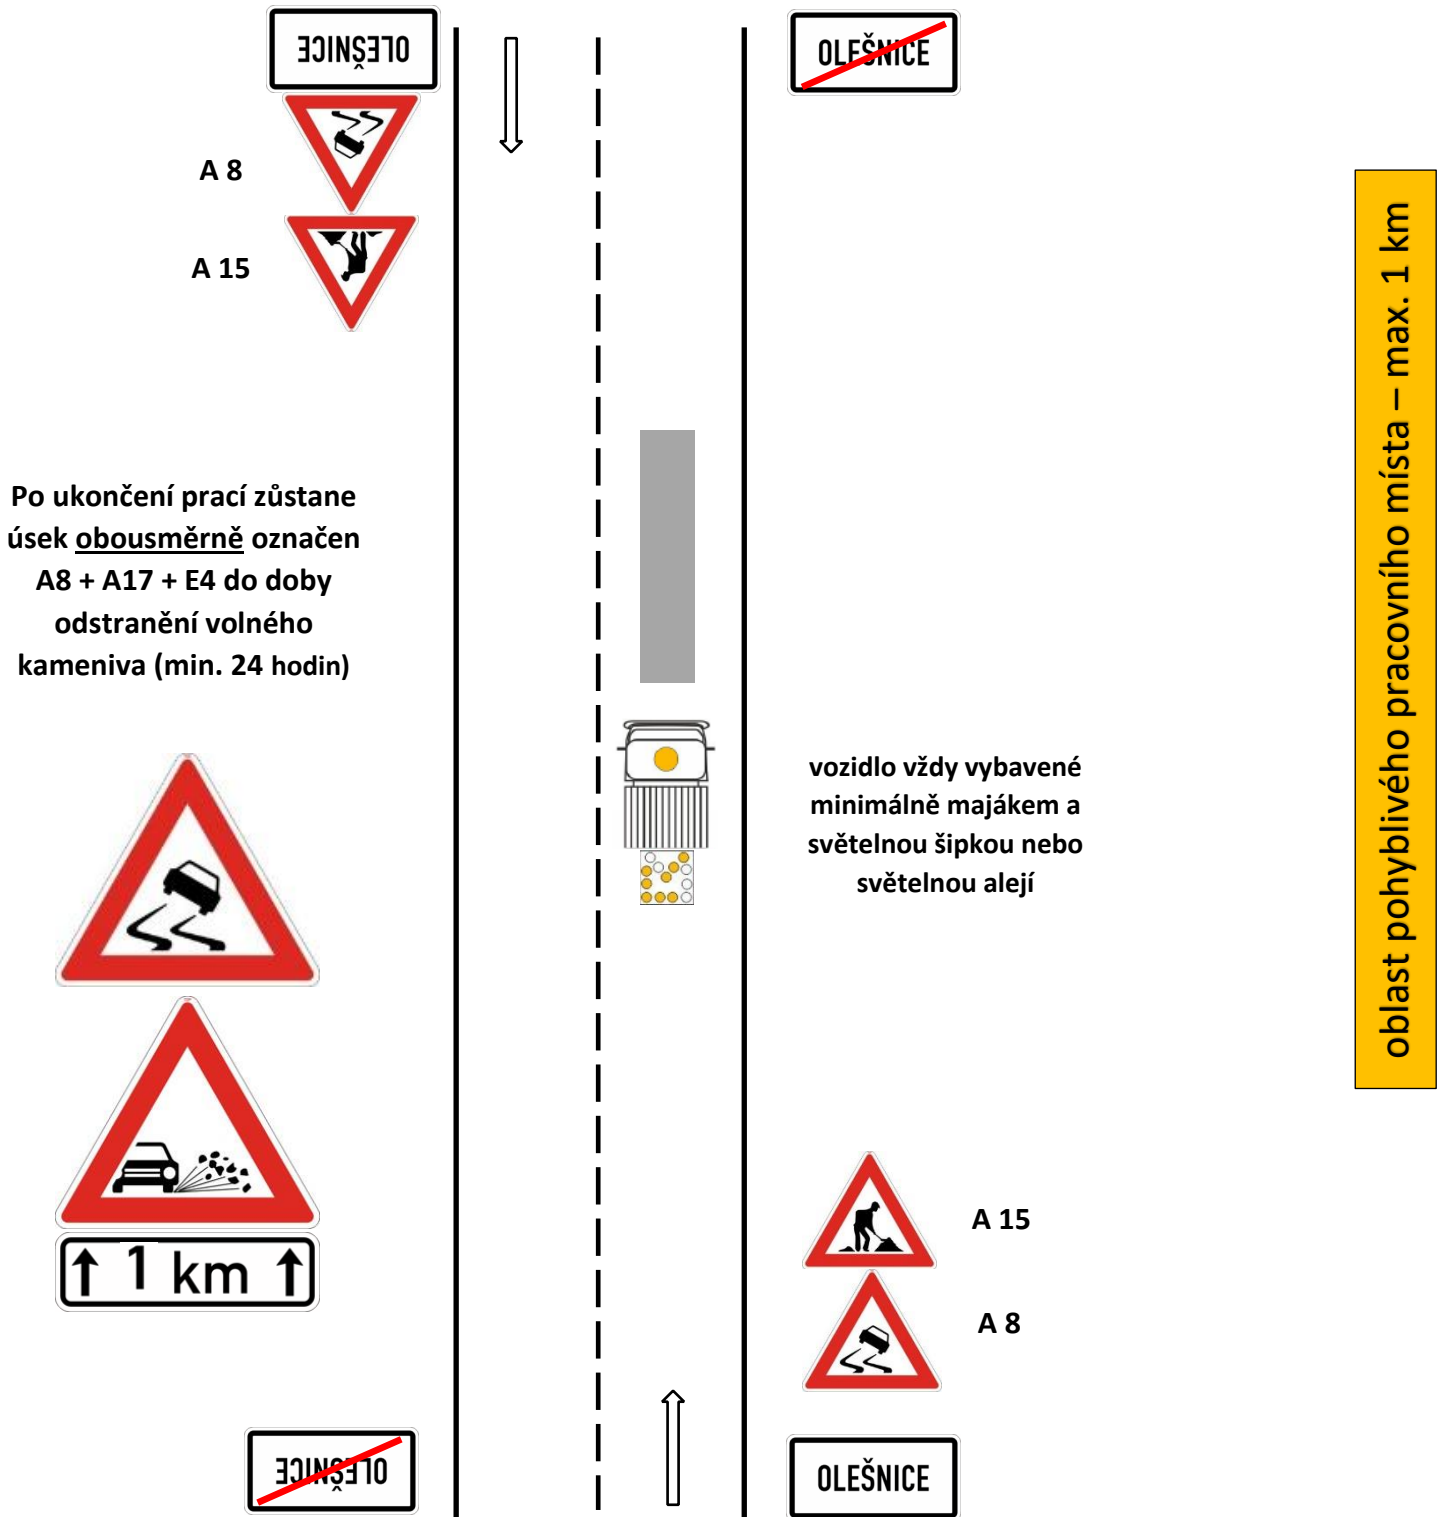 OLEŠNICE
OLEŠNICE
A 8
A 15
Po ukončení prací zůstane
úsek obousměrně označen
A8 + A17 + E4 do doby
odstranění volného
kameniva (min. 24 hodin)
vozidlo vždy vybavené
minimálně majákem a
světelnou šipkou nebo
světelnou alejí
oblast pohyblivého pracovního místa – max. 1 km
1 km
A 15
A 8
OLEŠNICE
OLEŠNICE